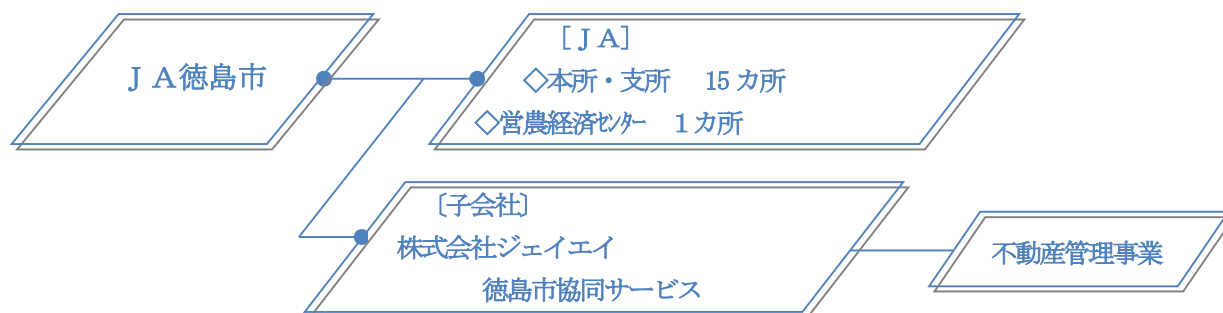 ＪＡ徳島市
［ＪＡ］
◇本所・支所　15カ所
◇営農経済ｾﾝﾀｰ　１カ所
〔子会社〕
株式会社ジェイエイ
徳島市協同サービス
不動産管理事業